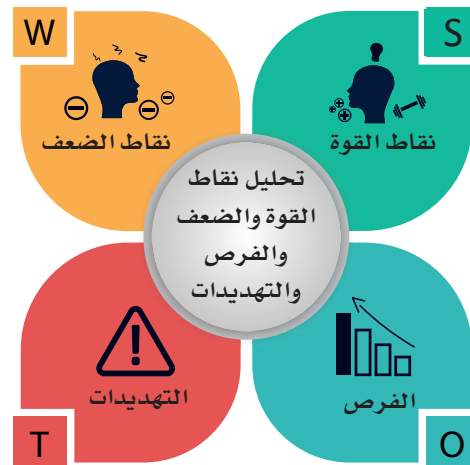 S
نقاط القوة
W
نقاط الضعف
تحليل نقاط
القوة والضعف
والفرص
والتهديدات
الفرص
O
التهديدات
T